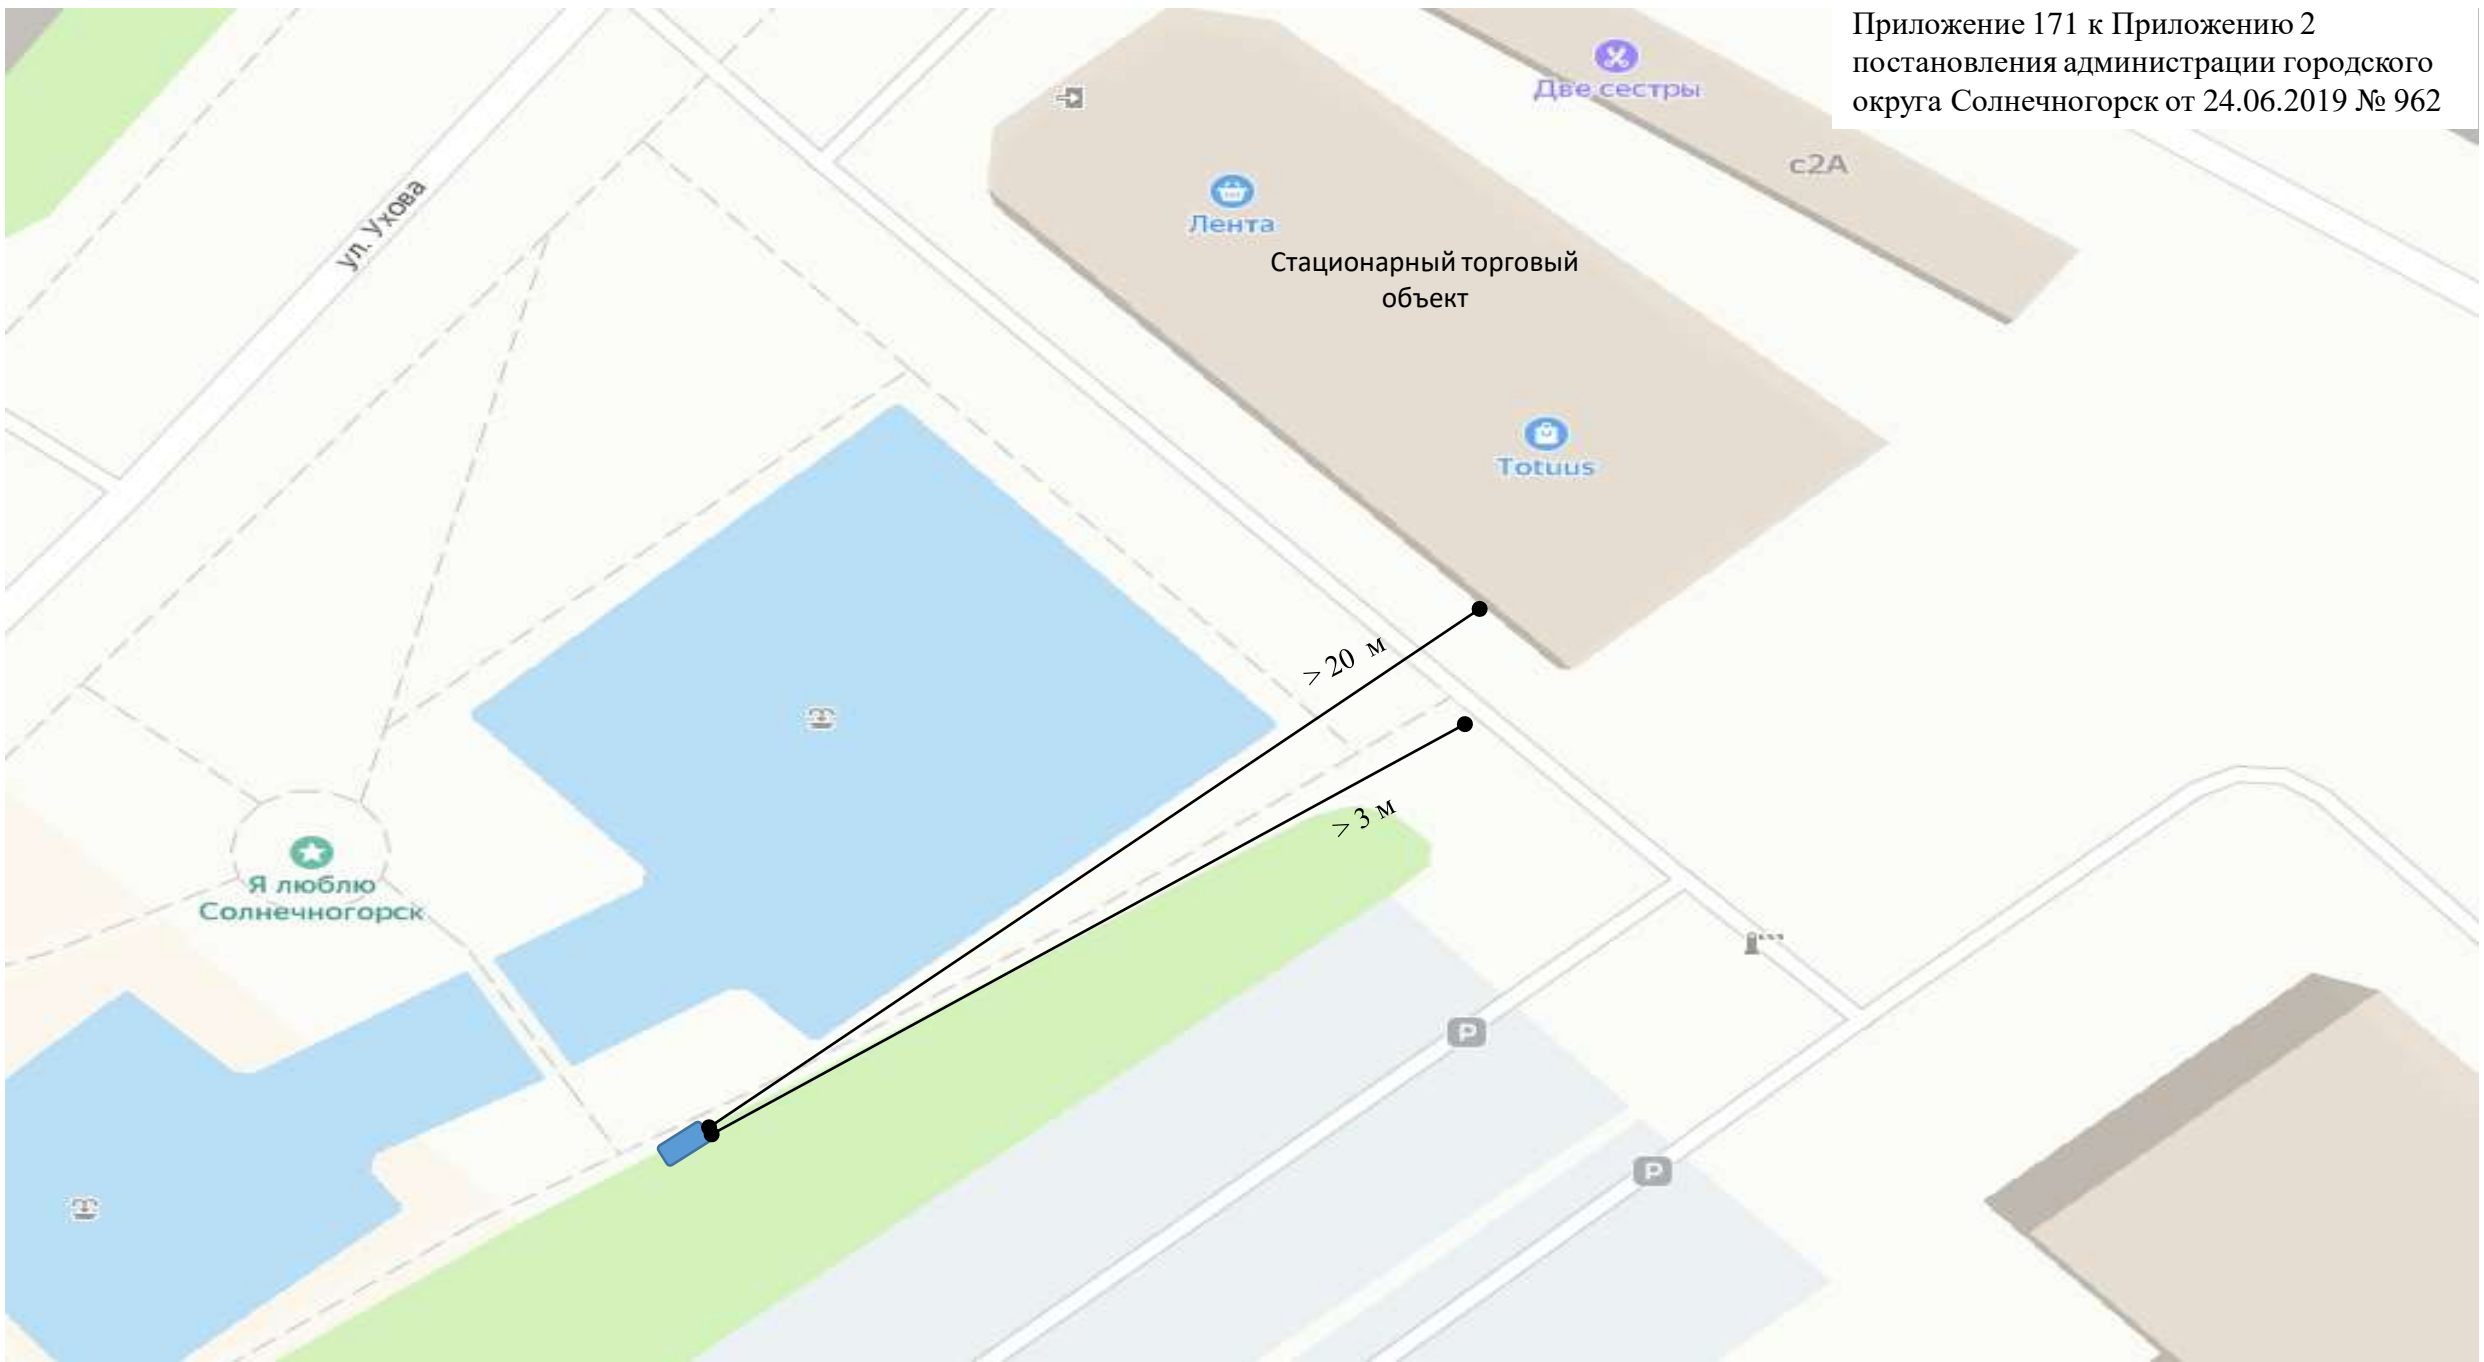 Приложение 171 к Приложению 2
постановления администрации городского
округа Солнечногорск от 24.06.2019 № 962
Две сестры
с2А
ул. Ухова
Лента
Стационарный торговый
объект
Totuus
> 20 м
> 3 м
Я люблю
Солнечногорск
P
P